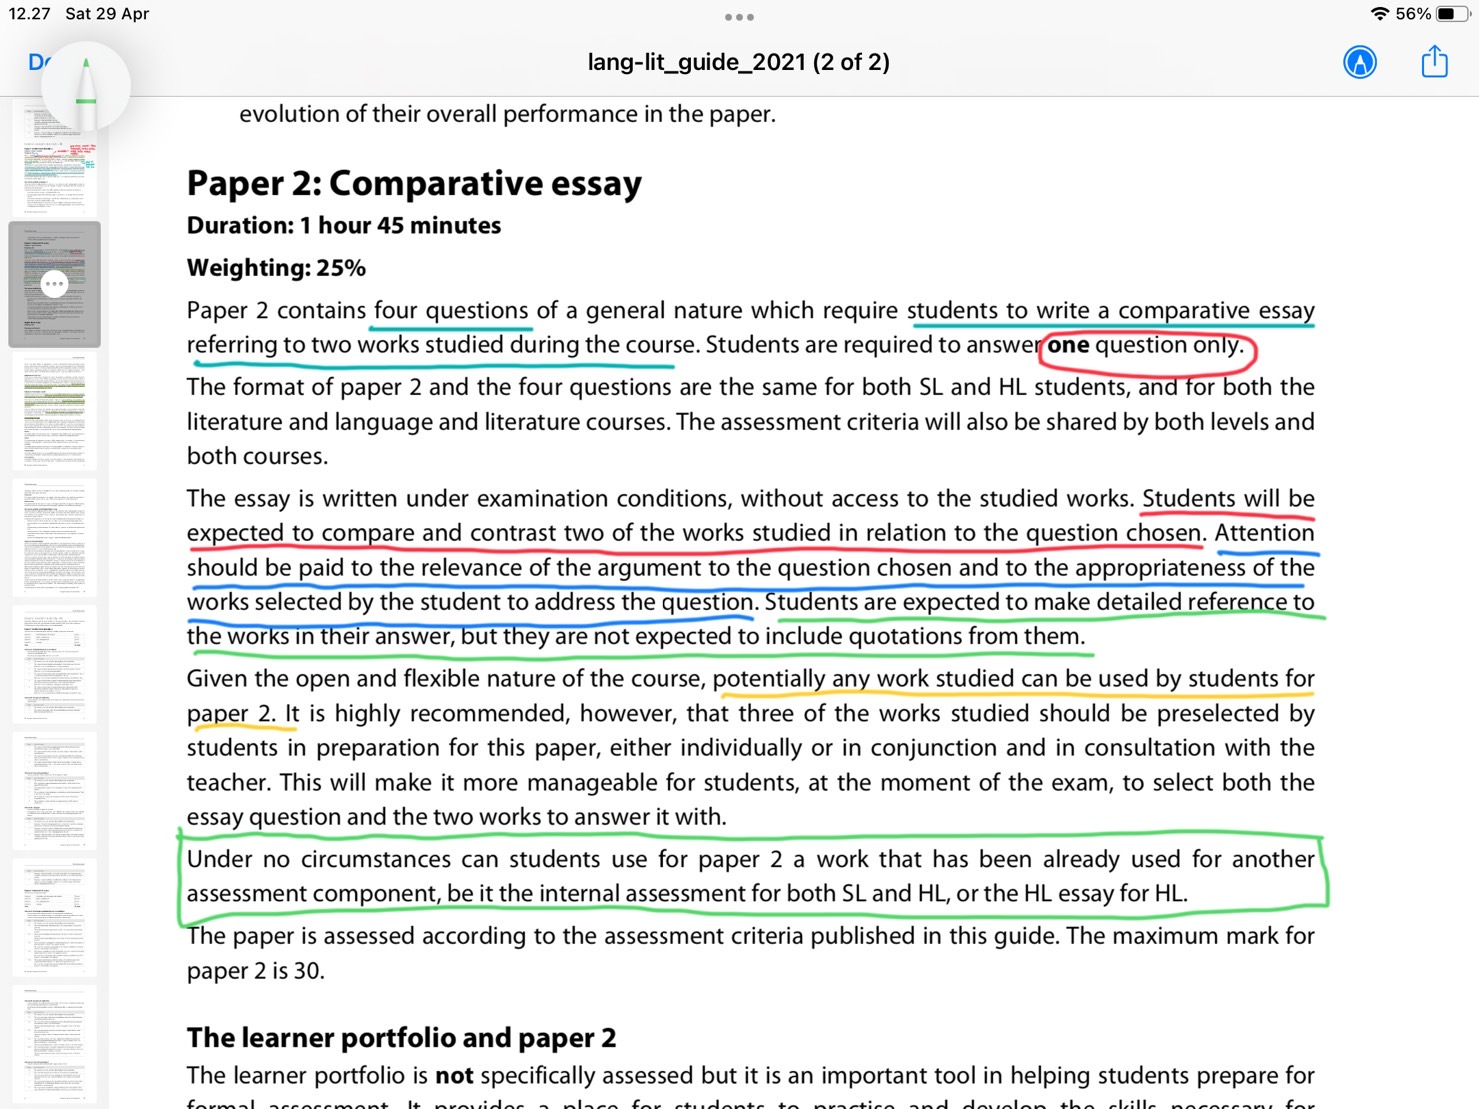 12.27 Sat 29 Apr
56%
lang-lit_guide_2021 (2 of 2)
evolution of their overall performance in the paper.
Paper 2: Comparative essay
Duration: 1 hour 45 minutes
Weighting: 25%
Paper 2 contains four questions of a general nature which require students to write a comparative essay
referring to two works studied during the course. Students are required to answer one question only.
The format of paper 2 and the four questions are the same for both SL and HL students, and for both the
literature and language and literature courses. The assessment criteria will also be shared by both levels and
both courses.
The essay is written under examination conditions, without access to the studied works. Students will be
expected to compare and contrast two of the works studied in relation to the question chosen. Attention
should be paid to the relevance of the argument to the question chosen and to the appropriateness of the
works selected by the student to address the question. Students are expected to make detailed reference to
the works in their answer, but they are not expected to include quotations from them.
Given the open and flexible nature of the course, potentially any work studied can be used by students for
paper 2. It is highly recommended, however, that three of the works studied should be preselected by
students in preparation for this paper, either individually or in conjunction and in consultation with the
teacher. This will make it more manageable for students, at the moment of the exam, to select both the
essay question and the two works to answer it with.
Under no circumstances can students use for paper 2 a work that has been already used for another
assessment component, be it the internal assessment for both SL and HL, or the HL essay for HL.
The paper is assessed according to the assessment criteria published in this guide. The maximum mark for
paper 2 is 30.
The learner portfolio and paper 2
The learner portfolio is not specifically assessed but it is an important tool in helping students prepare for
formal assessment. It provides a place for students to practise and develop the skills necessary for